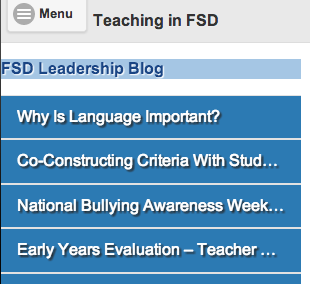 Menu
Teaching in FSD
FSD Leadership Blog
Why Is Language Important?
Co-Constructing Criteria With Stud...
National Bullying Awareness Week...
Early Years Evaluation – Teacher ...